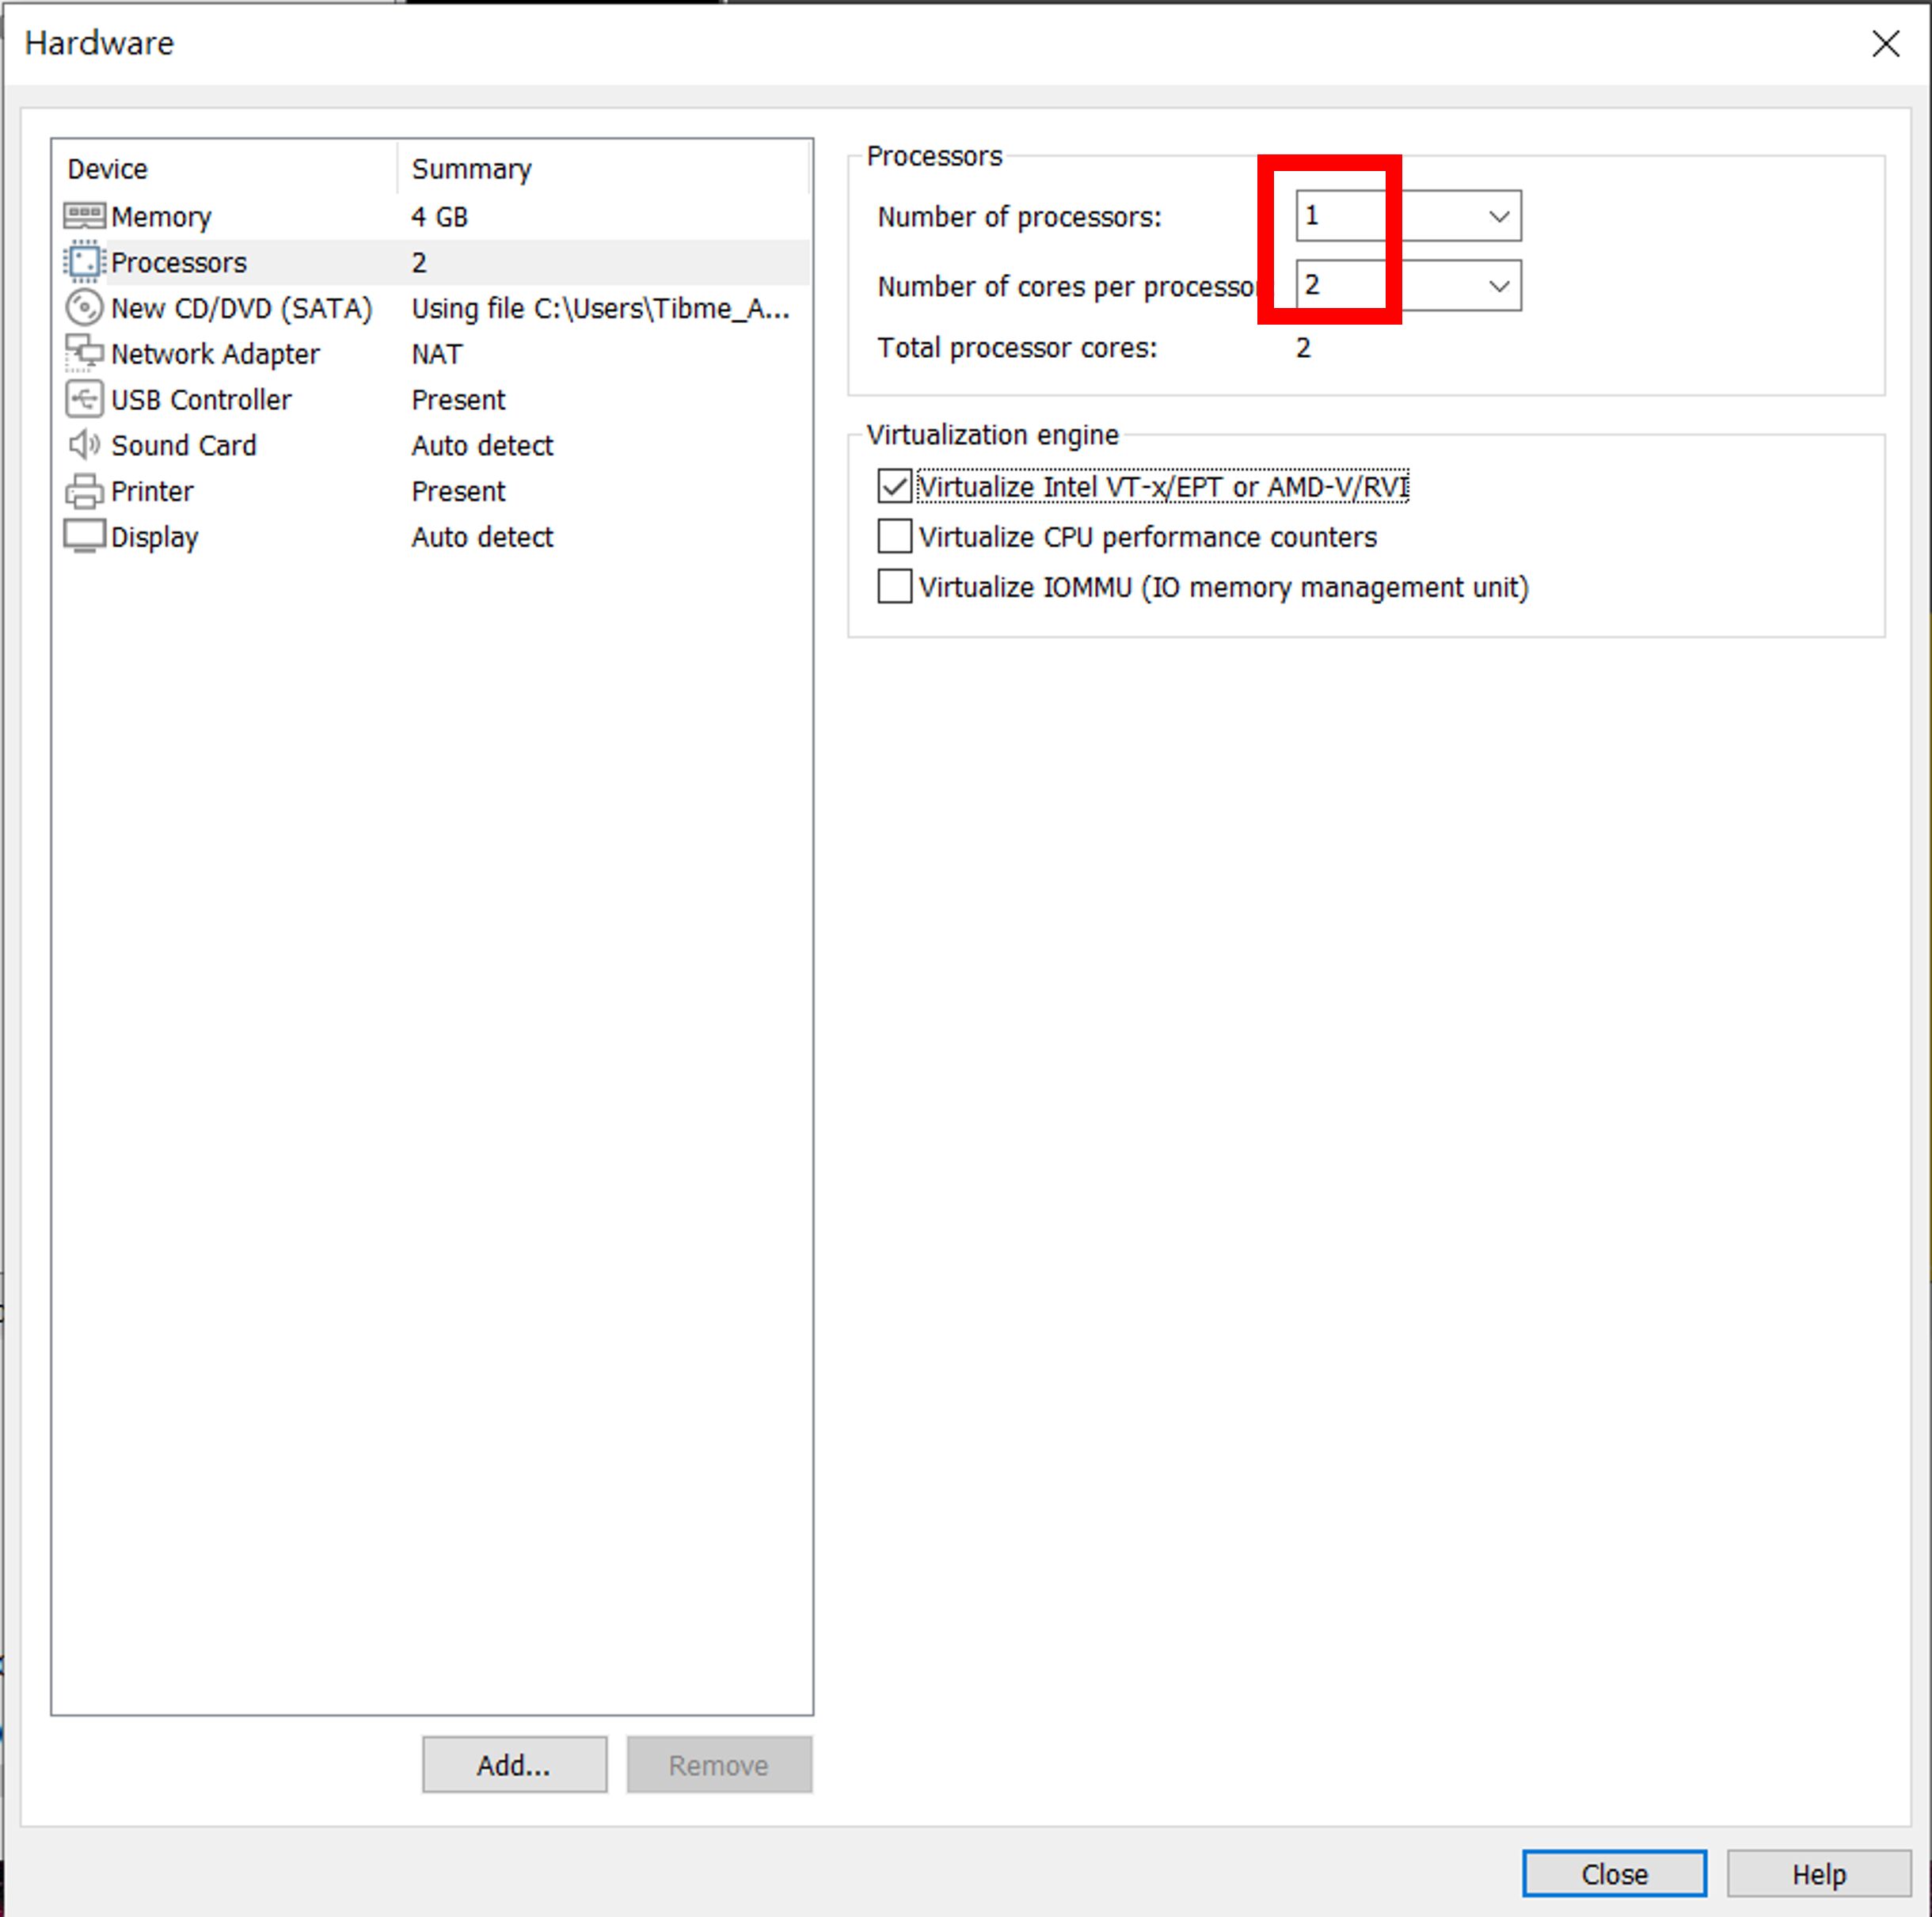 Hardware
Device Summary
Memory 4 GB
Processors 2
New CD/DVD (SATA) Using file C:\Users\Tibme_A...
Network Adapter NAT
USB Controller Present
Sound Card Auto detect
Printer Present
Display Auto detect
Add... Remove
Processors
Number of processors: 1
Number of cores per processor 2
Total processor cores: 2
Virtualization engine
Virtualize Intel VT-x/EPT or AMD-V/RVI
Virtualize CPU performance counters
Virtualize IOMMU (IO memory management unit)
Close Help